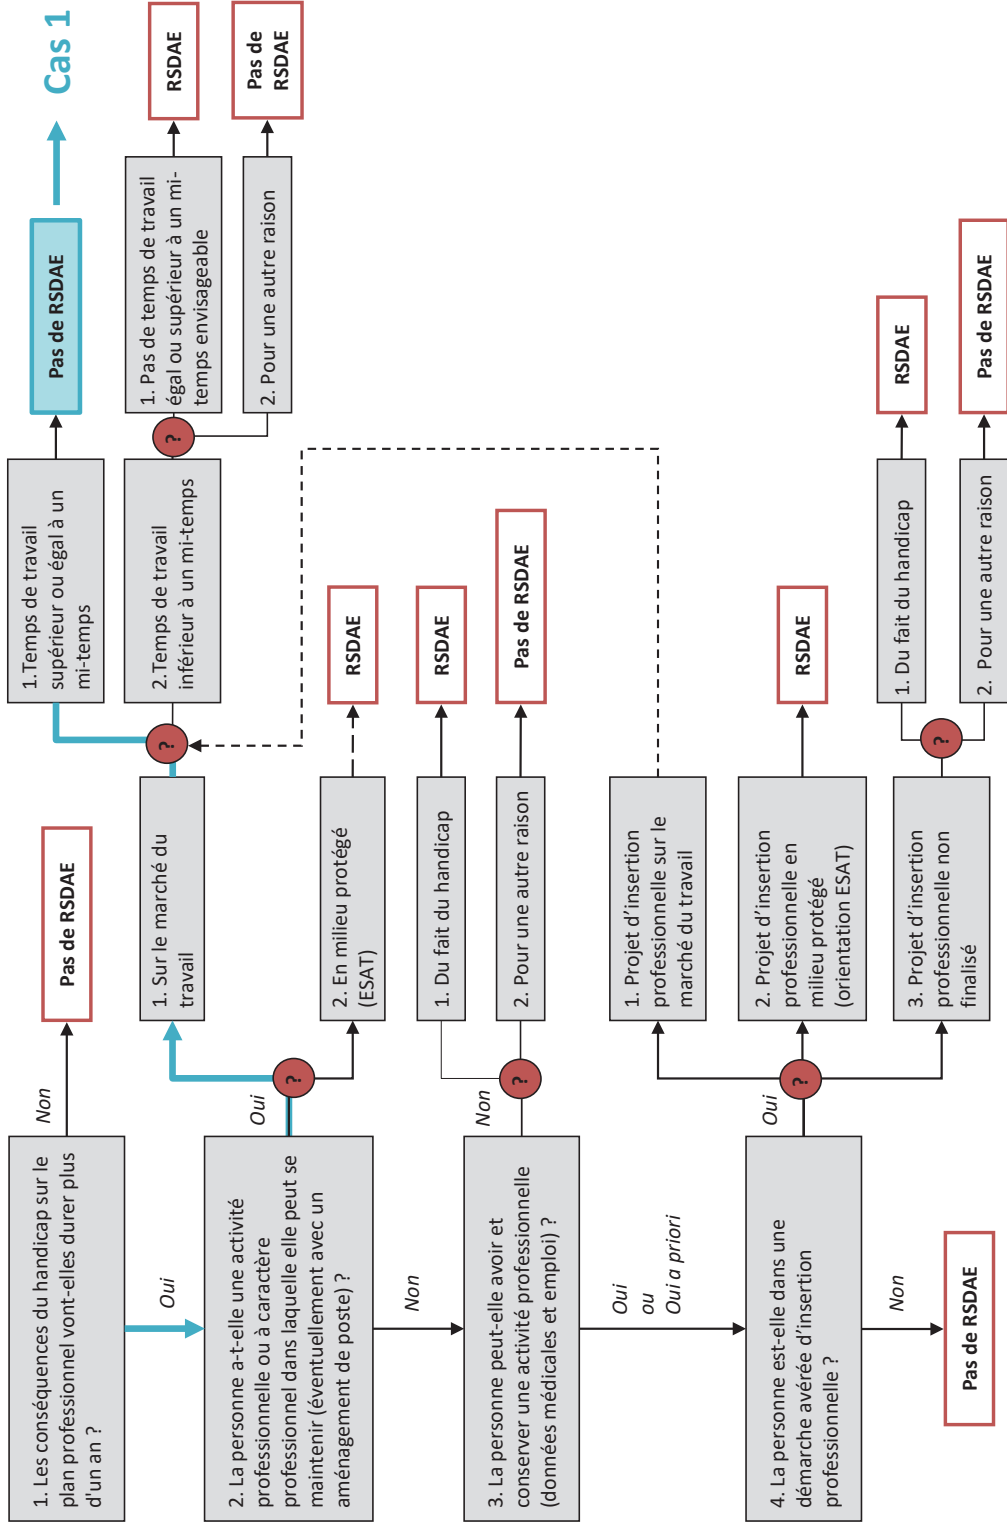 1. Les conséquences du handicap sur le
plan professionnel vont-elles durer plus
d'un an ?
Non
Pas de RSDAE
Oui
2. La personne a-t-elle une activité
professionnelle ou à caractère
professionnel dans laquelle elle peut se
maintenir (éventuellement avec un
aménagement de poste) ?
Oui
?
1. Sur le marché du
travail
?
1.Temps de travail
supérieur ou égal à un
mi-temps
Pas de RSDAE
Cas 1
2.Temps de travail
inférieur à un mi-temps
?
1. Pas de temps de travail
égal ou supérieur à un mi-
temps envisageable
RSDAE
2. Pour une autre raison
Pas de
RSDAE
2. En milieu protégé
(ESAT)
RSDAE
Non
3. La personne peut-elle avoir et
conserver une activité professionnelle
(données médicales et emploi) ?
Non
?
1. Du fait du handicap
RSDAE
2. Pour une autre raison
Pas de RSDAE
Oui
ou
Oui a priori
4. La personne est-elle dans une
démarche avérée d'insertion
professionnelle ?
Oui
?
1. Projet d'insertion
professionnelle sur le
marché du travail
2. Projet d'insertion
professionnelle en
milieu protégé
(orientation ESAT)
RSDAE
3. Projet d'insertion
professionnelle non
finalisé
?
1. Du fait du handicap
RSDAE
2. Pour une autre raison
Pas de RSDAE
Non
Pas de RSDAE